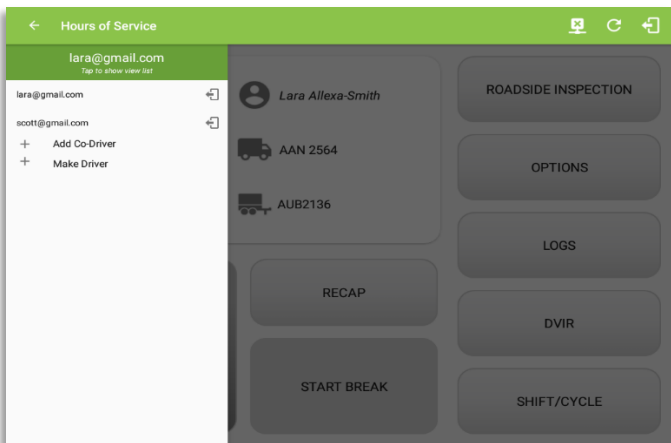 Hours of Service
lara@gmail.com
Tap to show view list
lara@gmail.com
scott@gmail.com
Add Co-Driver
Make Driver
Lara Allexa-Smith
AAN 2564
AUB2136
RECAP
START BREAK
ROADSIDE INSPECTION
OPTIONS
LOGS
DVIR
SHIFT/CYCLE